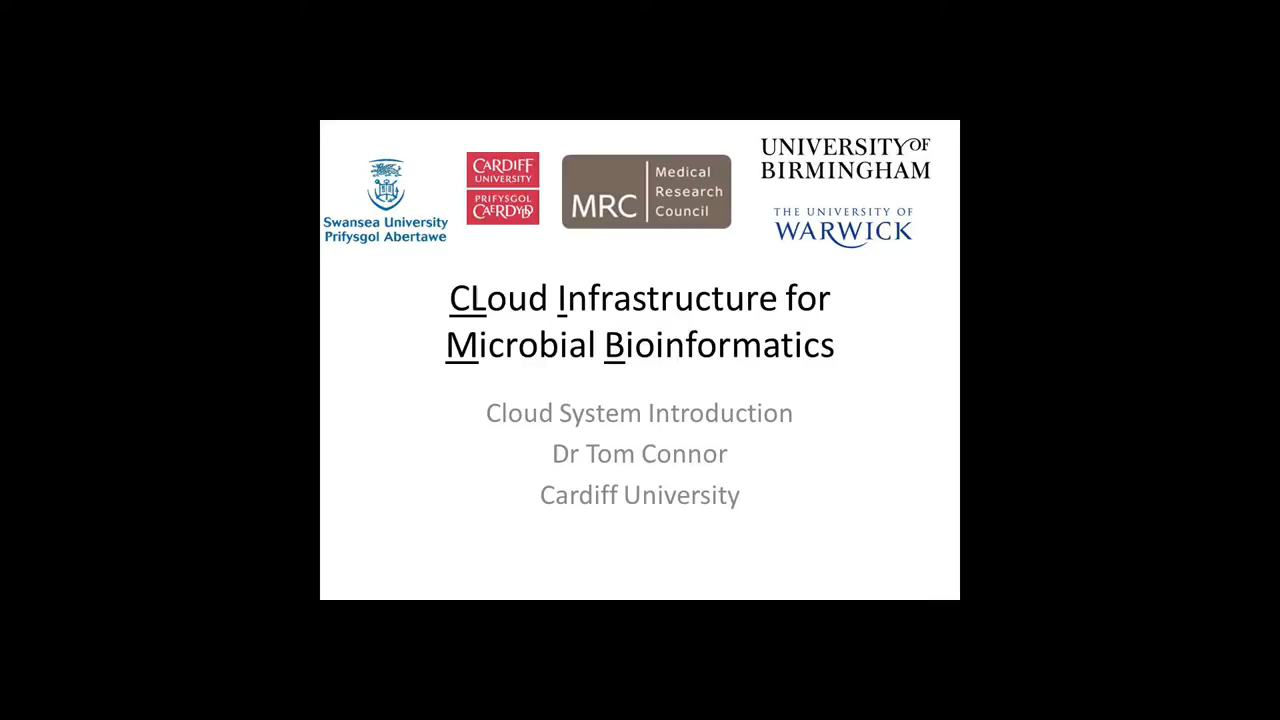 Swansea University
Prifysgol Abertawe
CARDIFF
UNIVERSITY
PRIFYSGOL
CAERDYDD
MRC
Medical
Research
Council
UNIVERSITY OF
BIRMINGHAM
THE UNIVERSITY OF
WARWICK
CLoud Infrastructure for
Microbial Bioinformatics
Cloud System Introduction
Dr Tom Connor
Cardiff University